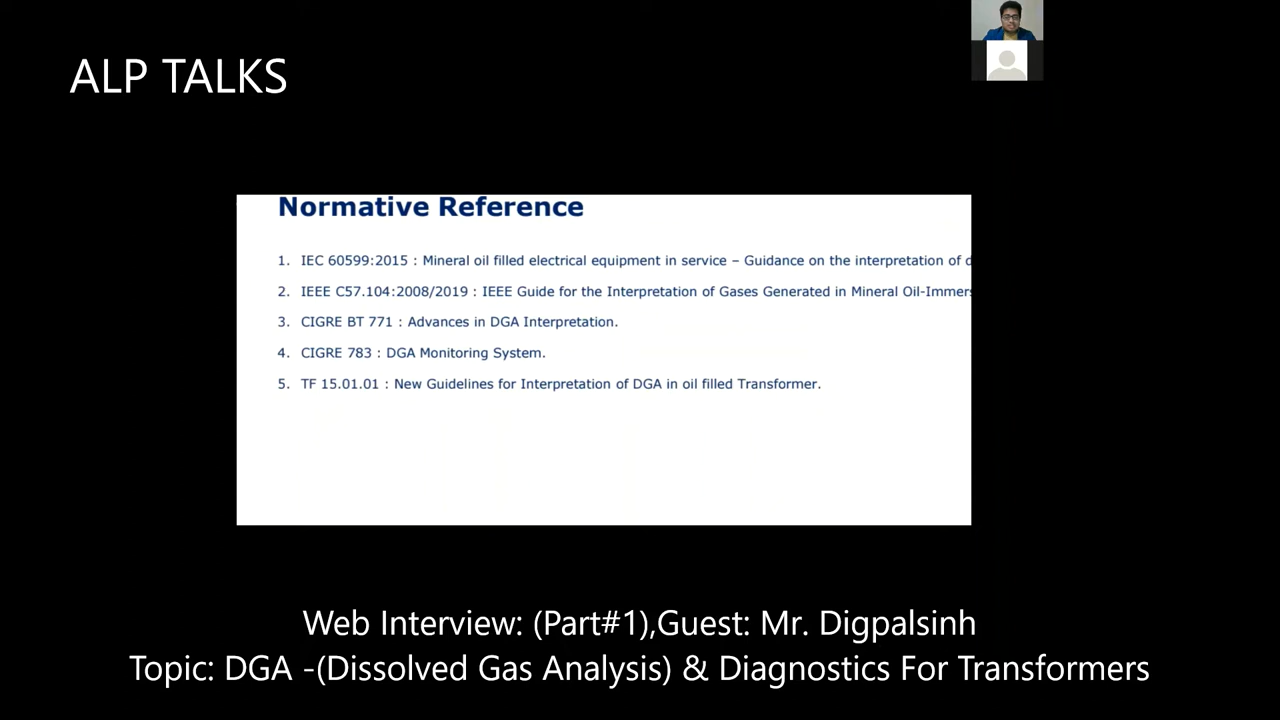 ALP TALKS
Normative Reference
1. IEC 60599:2015 : Mineral oil filled electrical equipment in service – Guidance on the interpretation of
2. IEEE C57.104:2008/2019 : IEEE Guide for the Interpretation of Gases Generated in Mineral Oil-Immers
3. CIGRE BT 771 : Advances in DGA Interpretation.
4. CIGRE 783 : DGA Monitoring System.
5. TF 15.01.01 : New Guidelines for Interpretation of DGA in oil filled Transformer.
Web Interview: (Part#1),Guest: Mr. Digpalsinh
Topic: DGA -(Dissolved Gas Analysis) & Diagnostics For Transformers